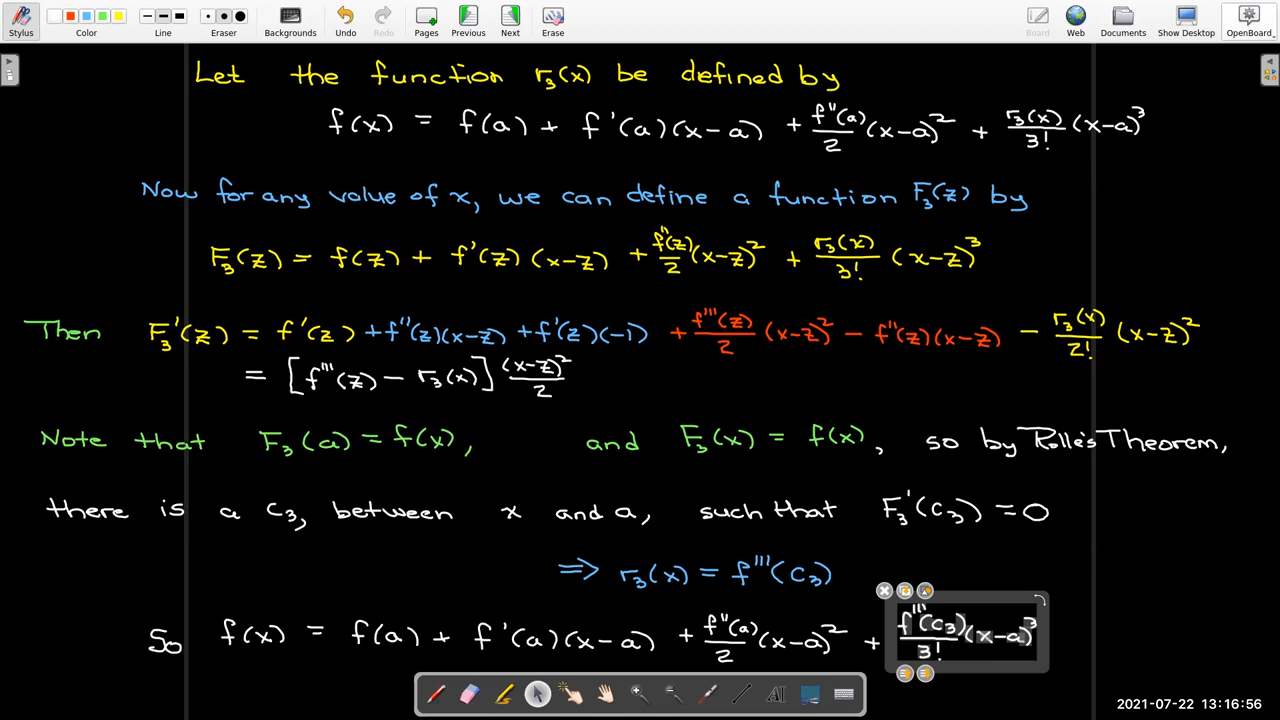 Stylus Color Line Eraser Backgrounds Undo Redo Pages Previous Next Erase Board Web Documents Show Desktop OpenBoard
Let the function r₃(x) be defined by
f(x) = f(a) + f'(a)(x-a) + f''(a)/2 (x-a)² + r₃(x)/3! (x-a)³
Now for any value of x, we can define a function F₃(z) by
F₃(z) = f(z) + f'(z)(x-z) + f''(z)/2 (x-z)² + r₃(x)/3! (x-z)³
Then F₃'(z) = f'(z) + f''(z)(x-z) + f'(z)(-1) + f'''(z)/2 (x-z)² - f''(z)(x-z) - r₃(x)/2! (x-z)²
= [f'''(z) - r₃(x)] (x-z)²/2
Note that F₃(a) = f(x), and F₃(x) = f(x), so by Rolle's Theorem,
there is a c₃, between x and a, such that F₃'(c₃) = 0
⟹ r₃(x) = f'''(c₃)
So f(x) = f(a) + f'(a)(x-a) + f''(a)/2 (x-a)² + f'''(c₃)/3! (x-a)³
2021-07-22 13:16:56